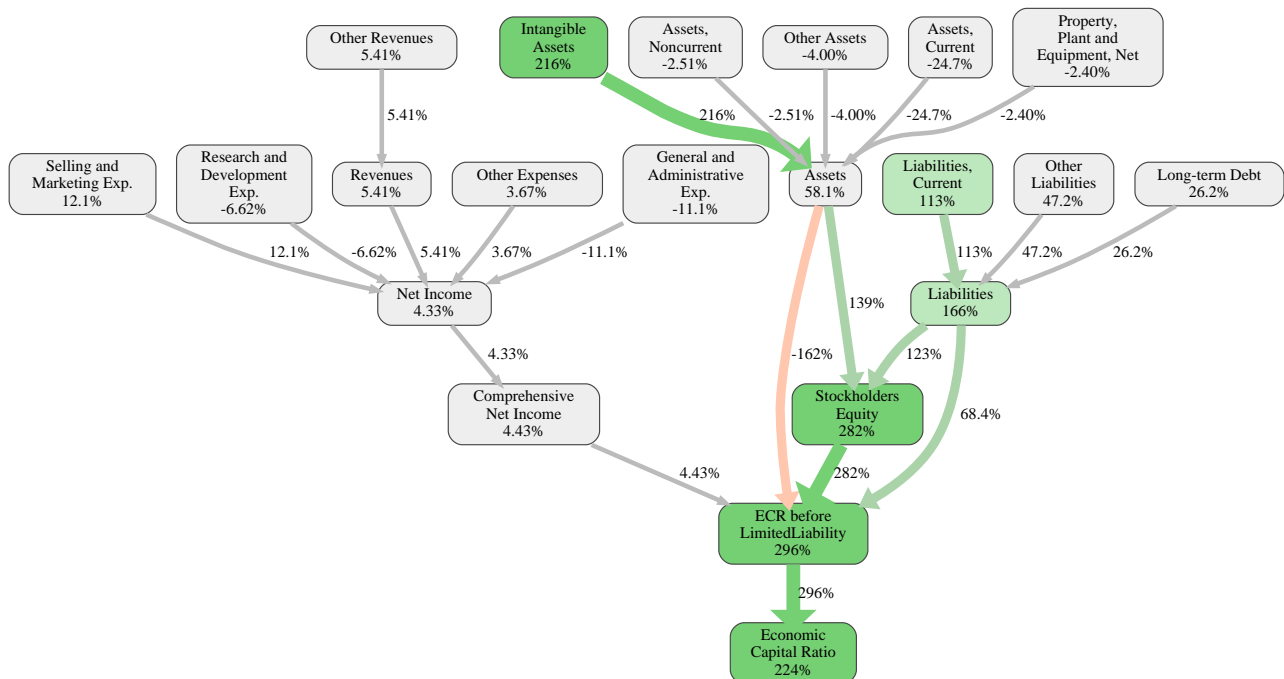 Other Revenues
5.41%
Intangible
Assets
216%
Assets,
Noncurrent
-2.51%
Other Assets
-4.00%
Assets,
Current
-24.7%
Property,
Plant and
Equipment, Net
-2.40%
5.41%
216%
-2.51%
-4.00%
-24.7%
-2.40%
Selling and
Marketing Exp.
12.1%
Research and
Development
Exp.
-6.62%
Revenues
5.41%
Other Expenses
3.67%
General and
Administrative
Exp.
-11.1%
Assets
58.1%
Liabilities,
Current
113%
Other
Liabilities
47.2%
Long-term Debt
26.2%
12.1%
-6.62%
5.41%
3.67%
-11.1%
113%
47.2%
26.2%
Net Income
4.33%
139%
Liabilities
166%
4.33%
-162%
123%
Comprehensive
Net Income
4.43%
Stockholders
Equity
282%
68.4%
4.43%
282%
ECR before
LimitedLiability
296%
296%
Economic
Capital Ratio
224%